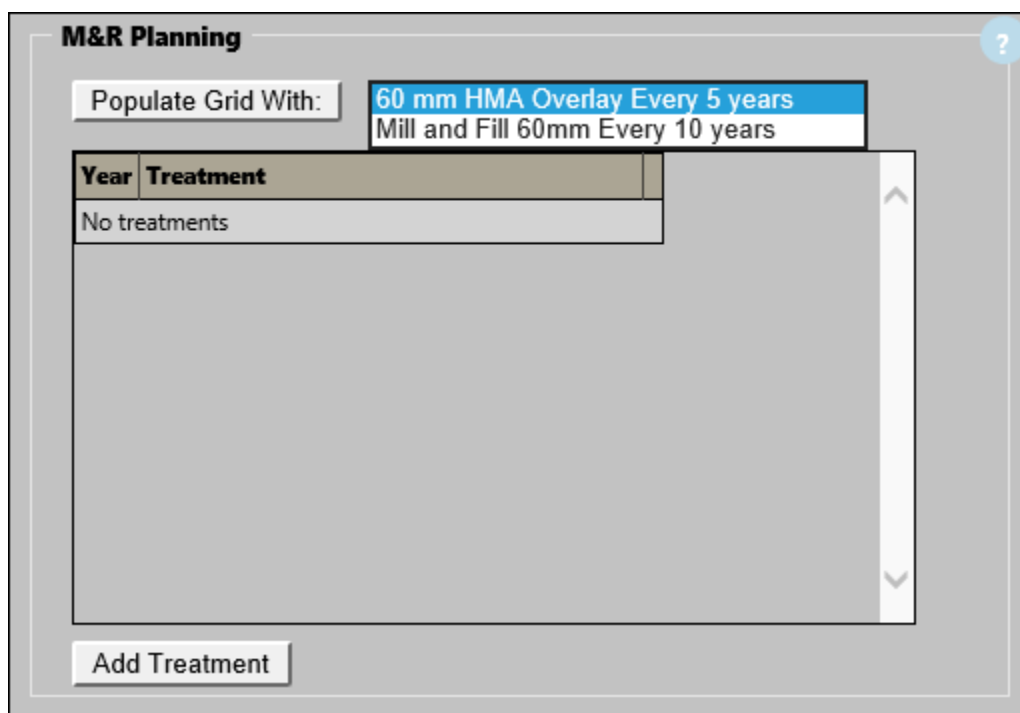 M&R Planning
?
Populate Grid With:
60 mm HMA Overlay Every 5 years
Mill and Fill 60mm Every 10 years
Year Treatment
No treatments
Add Treatment